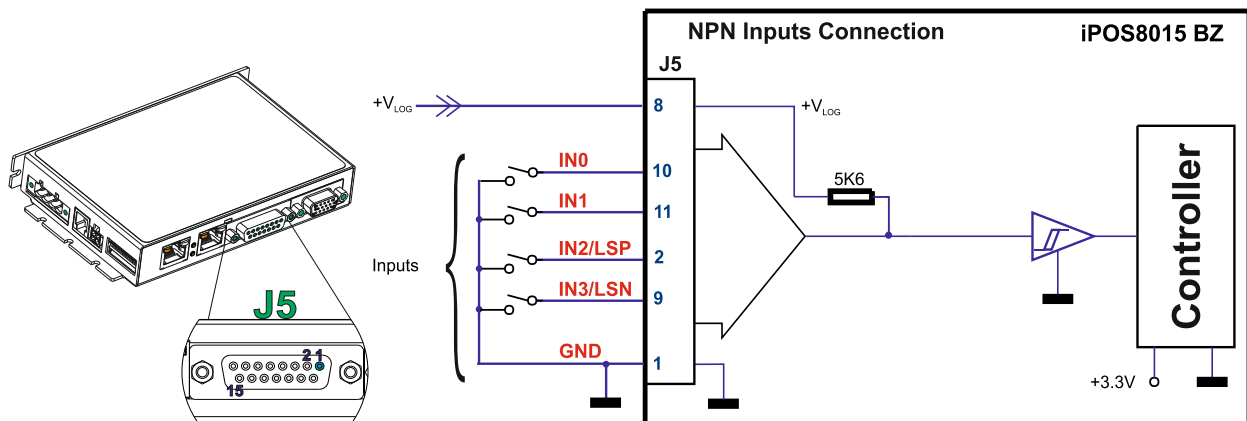 NPN Inputs Connection
iPOS8015 BZ
J5
+VLOG
8
+VLOG
IN0
10
5K6
IN1
11
Inputs
IN2/LSP
2
IN3/LSN
9
GND
1
Controller
+3.3V
J5
2 1
15